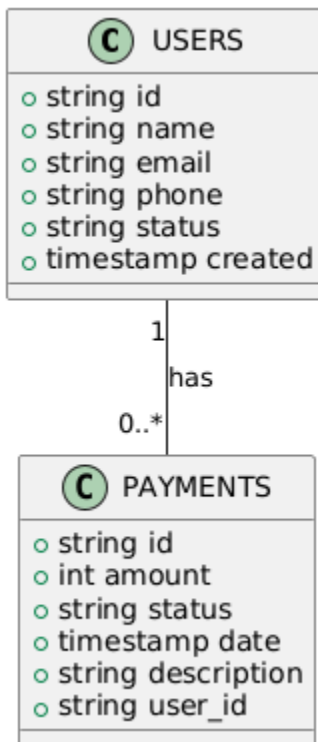 C USERS
string id
string name
string email
string phone
string status
timestamp created
1
has
0..*
C PAYMENTS
string id
int amount
string status
timestamp date
string description
string user_id